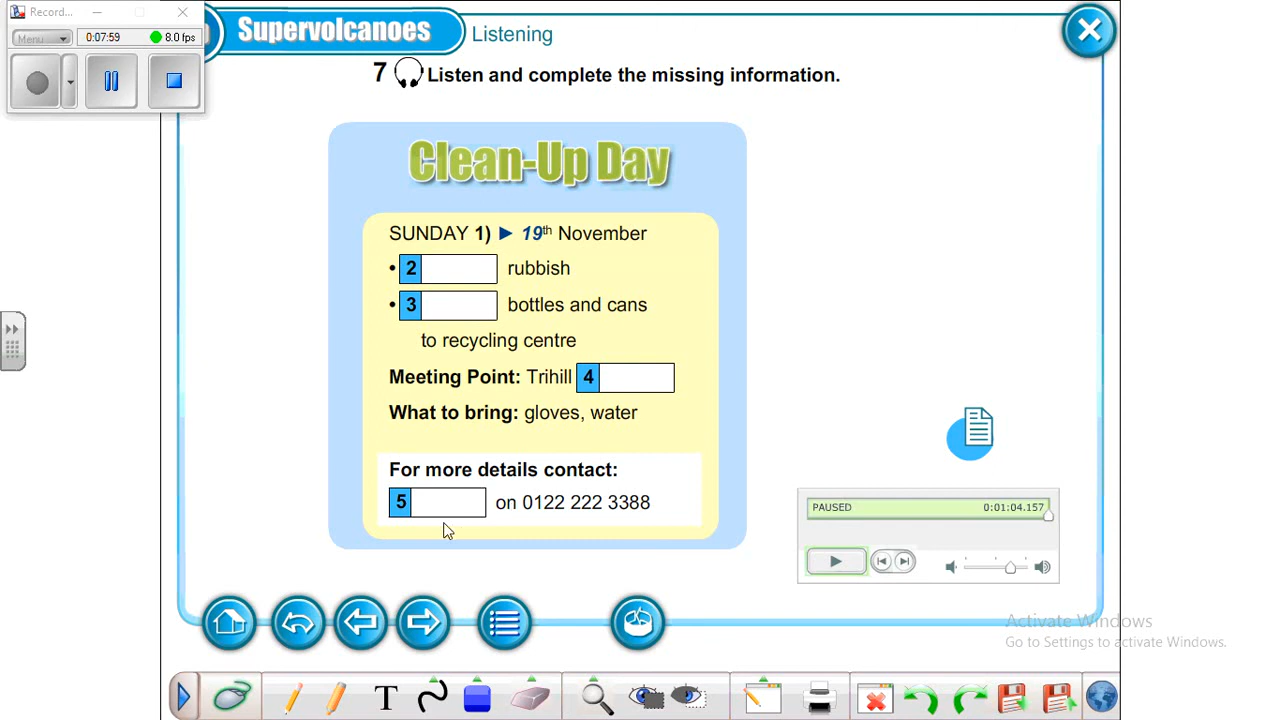 Record...
Menu
0:07:59
8.0 fps
Supervolcanoes
Listening
7 Listen and complete the missing information.
Clean-Up Day
SUNDAY 1) ► 19th November
• 2 rubbish
• 3 bottles and cans
to recycling centre
Meeting Point: Trihill 4
What to bring: gloves, water
For more details contact:
5 on 0122 222 3388
PAUSED 0:01:04.157
Activate Windows
Go to Settings to activate Windows.
T